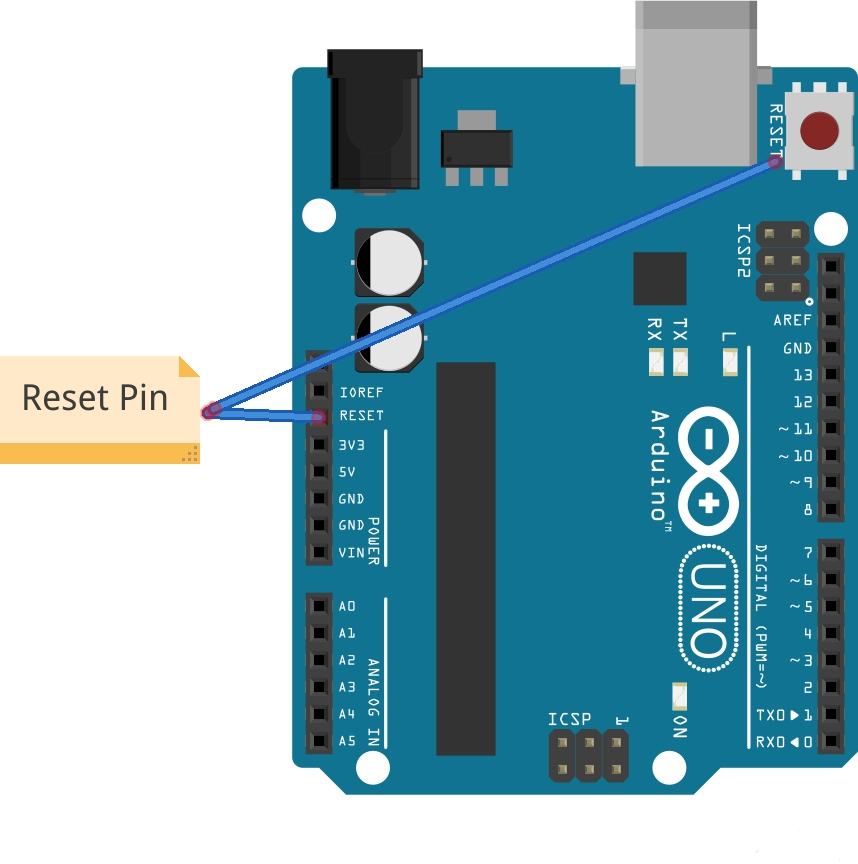 RESET
ICSP2
Reset Pin
IOREF
RESET
3V3
5V
GND
GND
VIN
POWER
A0
A1
A2
A3
A4
A5
ANALOG IN
RX
TX
L
Arduino™
UNO
AREF
GND
13
12
~11
~10
~9
8
7
~6
~5
4
~3
2
TX0▶1
RX0◀0
DIGITAL (PWM=~)
ICSP
1
ON